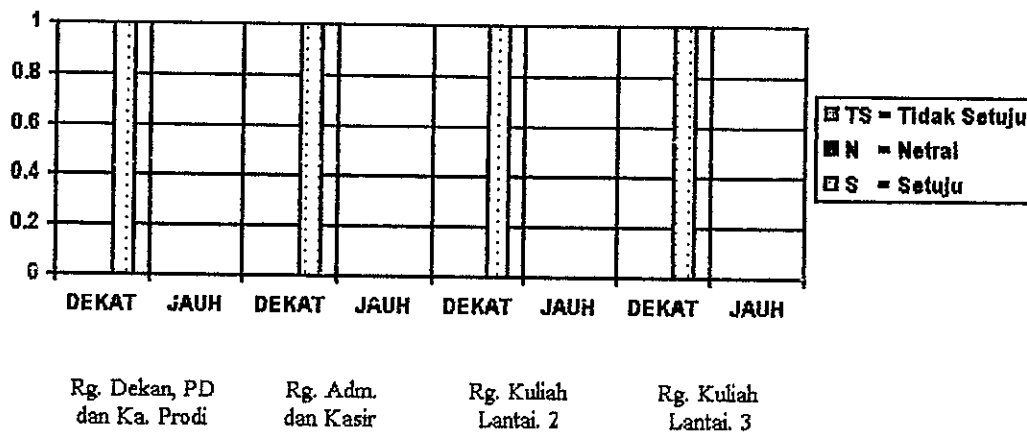 1
0.8
0.6
0.4
0.2
0
DEKAT JAUH DEKAT JAUH DEKAT JAUH DEKAT JAUH
TS = Tidak Setuju
N = Netral
S = Setuju
Rg. Dekan, PD
dan Ka. Prodi
Rg. Adm.
dan Kasir
Rg. Kuliah
Lantai. 2
Rg. Kuliah
Lantai. 3